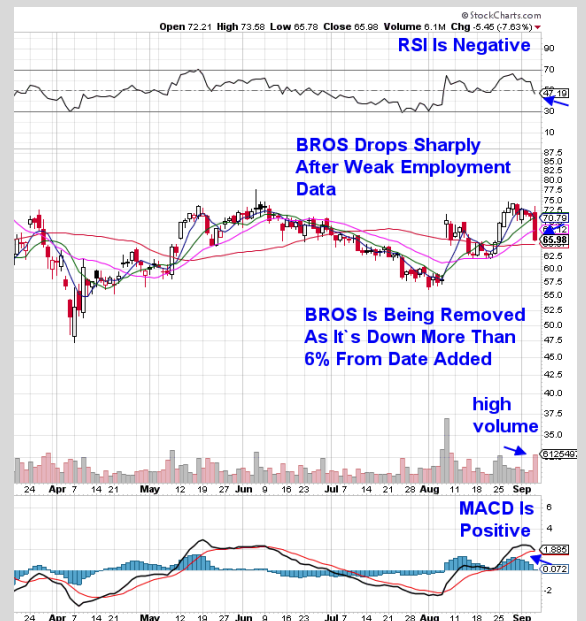 © StockCharts.com
Open 72.21 High 73.58 Low 65.78 Close 65.98 Volume 6.1M Chg -5.45 (-7.63%)
RSI Is Negative
90
70
50
47.19
30
10
BROS Drops Sharply
After Weak Employment
Data
87.5
85.0
82.5
80.0
77.5
75.0
72.5
70.79
65.98
62.5
60.0
57.5
55.0
52.5
50.0
47.5
45.0
42.5
40.0
37.5
35.0
BROS Is Being Removed
As It`s Down More Than
6% From Date Added
high
volume
6125492
24 Apr 7 14 21 May 12 19 27 Jun 9 16 23 Jul 7 14 21 28 Aug 11 18 25 Sep
MACD Is
Positive
6
4
1.885
0.072
-2
24 Apr 7 14 21 May 12 19 27 Jun 9 16 23 Jul 7 14 21 28 Aug 11 18 25 Sep